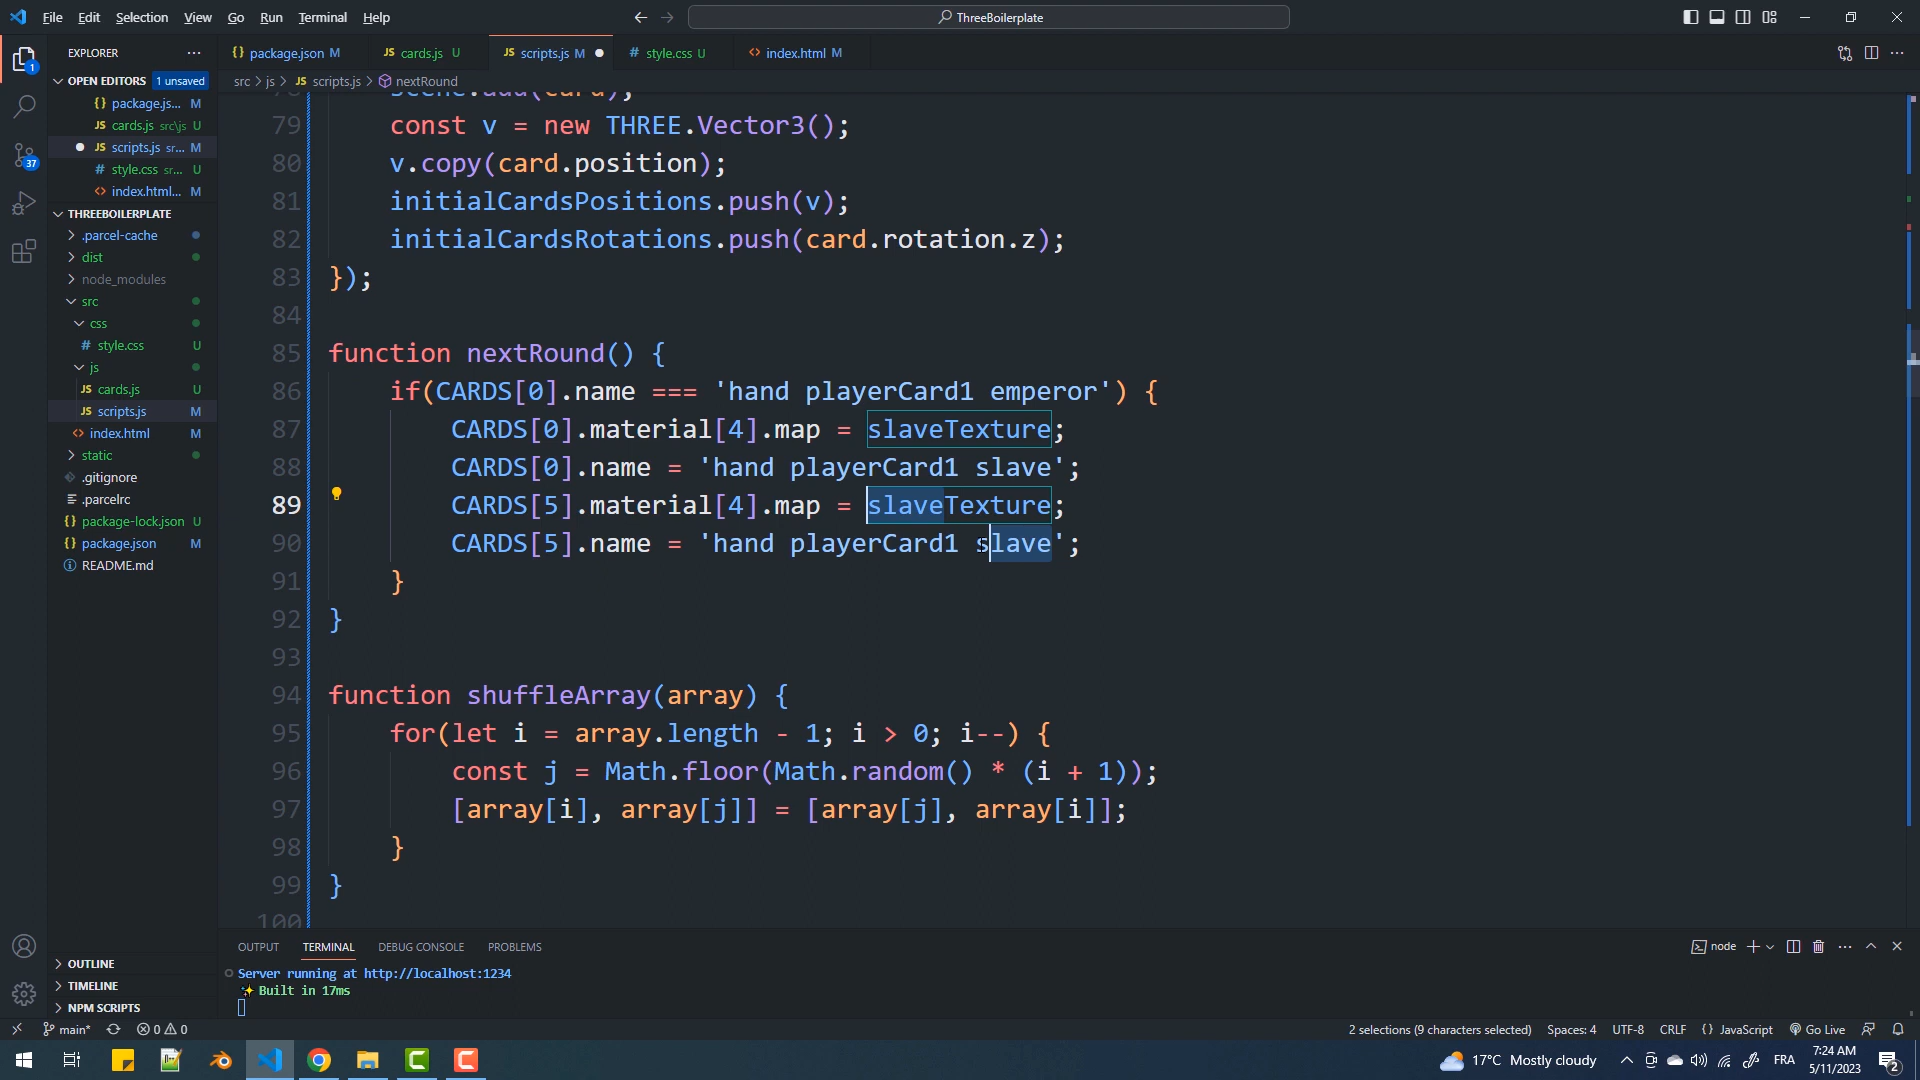 File Edit Selection View Go Run Terminal Help
ThreeBoilerplate
EXPLORER
package.json M
cards.js U
scripts.js M
style.css U
index.html M
OPEN EDITORS 1 unsaved
src > js > scripts.js > nextRound
package.js... M
cards.js src\js U
scripts.js sr... M
style.css sr... U
index.html... M
THREEBOILERPLATE
.parcel-cache
dist
node_modules
src
css
style.css U
js
cards.js U
scripts.js M
index.html M
static
.gitignore
.parcelrc
package-lock.json U
package.json M
README.md
78 scene.add(card);
79 const v = new THREE.Vector3();
80 v.copy(card.position);
81 initialCardsPositions.push(v);
82 initialCardsRotations.push(card.rotation.z);
83 });
84
85 function nextRound() {
86 if(CARDS[0].name === 'hand playerCard1 emperor') {
87 CARDS[0].material[4].map = slaveTexture;
88 CARDS[0].name = 'hand playerCard1 slave';
89 CARDS[5].material[4].map = slaveTexture;
90 CARDS[5].name = 'hand playerCard1 slave';
91 }
92 }
93
94 function shuffleArray(array) {
95 for(let i = array.length - 1; i > 0; i--) {
96 const j = Math.floor(Math.random() * (i + 1));
97 [array[i], array[j]] = [array[j], array[i]];
98 }
99 }
100
OUTLINE
TIMELINE
NPM SCRIPTS
OUTPUT TERMINAL DEBUG CONSOLE PROBLEMS
node
Server running at http://localhost:1234
✨ Built in 17ms
1
37
main* 0 0
2 selections (9 characters selected) Spaces: 4 UTF-8 CRLF { } JavaScript Go Live
17°C Mostly cloudy
FRA
7:24 AM
5/11/2023
2